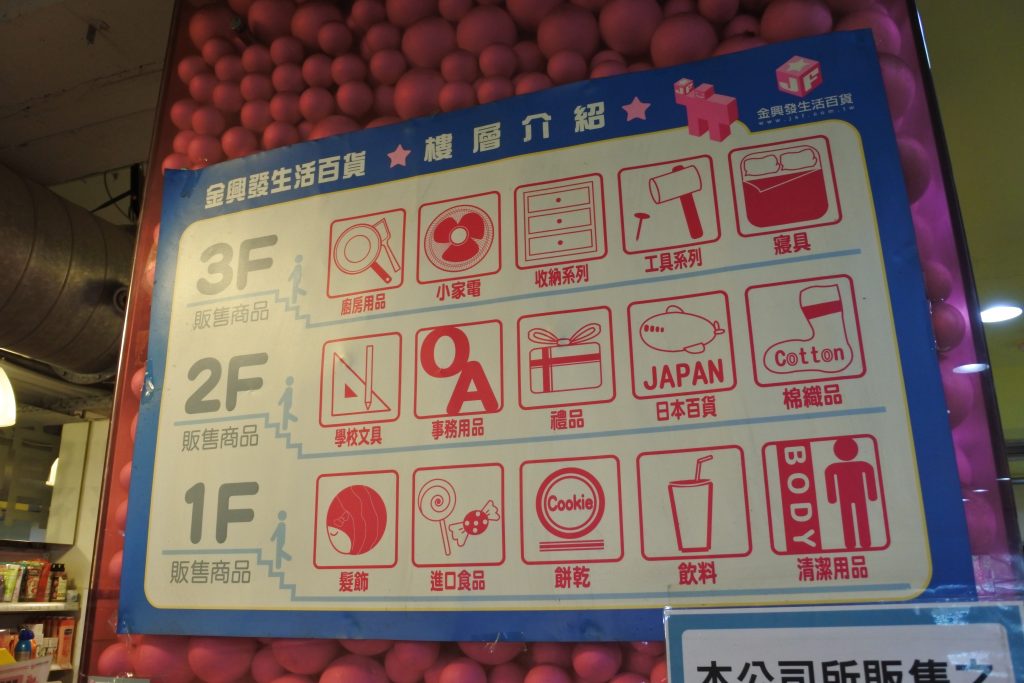 金興發生活百貨 ★ 樓層介紹 ★
JSF
金興發生活百貨
www.jsf.com.tw
3F
販售商品
廚房用品 小家電 收納系列 工具系列 寢具
2F
販售商品
OA JAPAN Cotton
學校文具 事務用品 禮品 日本百貨 棉織品
1F
販售商品
Cookie BODY
髮飾 進口食品 餅乾 飲料 清潔用品
本公司所販售之